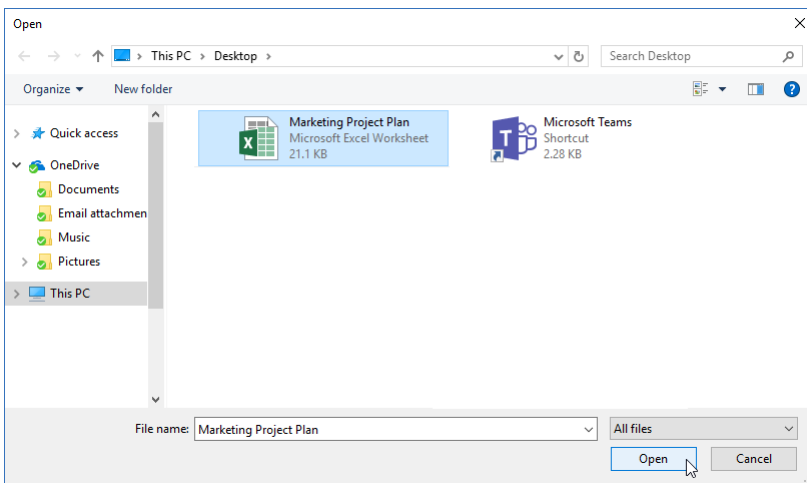 Open
This PC > Desktop >
Search Desktop
Organize
New folder
?
Quick access
OneDrive
Documents
Email attachmen
Music
Pictures
This PC
Marketing Project Plan
Microsoft Excel Worksheet
21.1 KB
Microsoft Teams
Shortcut
2.28 KB
File name: Marketing Project Plan
All files
Open
Cancel